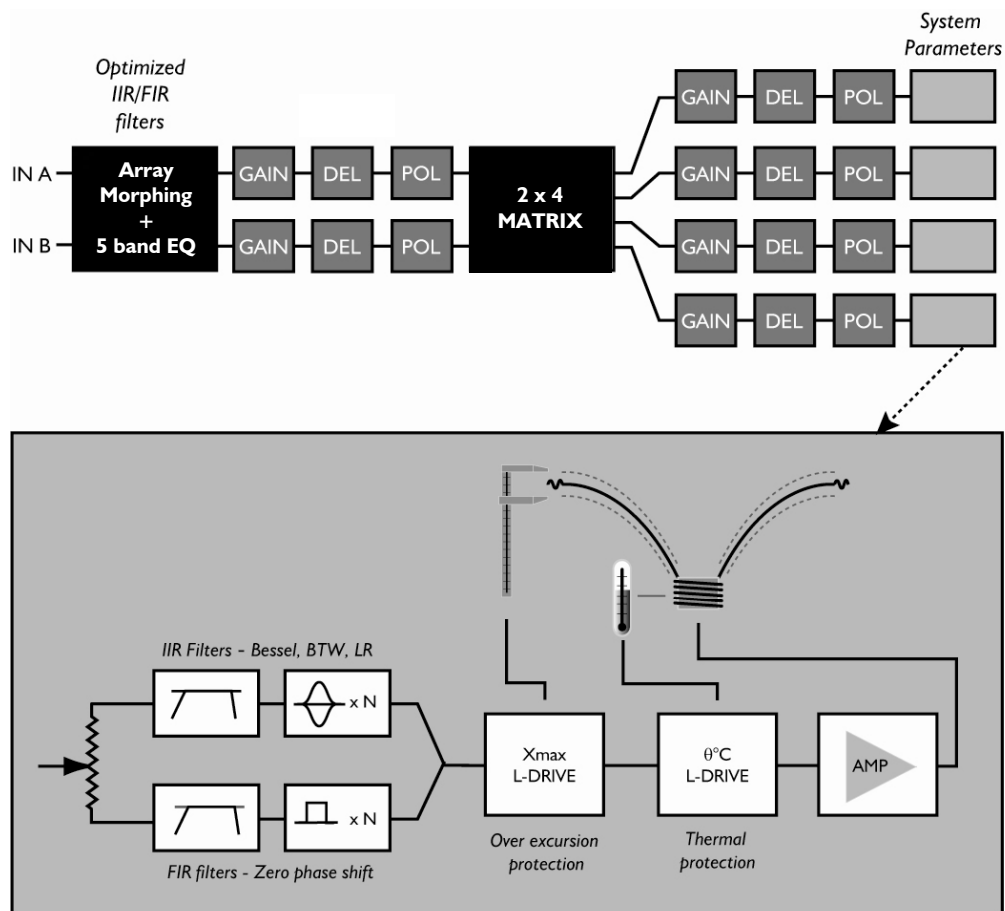 System
Parameters
Optimized
IIR/FIR
filters
GAIN DEL POL
IN A
Array
Morphing
+
5 band EQ
GAIN DEL POL
2 x 4
MATRIX
GAIN DEL POL
IN B
GAIN DEL POL
GAIN DEL POL
GAIN DEL POL
IIR Filters - Bessel, BTW, LR
x N
Xmax
L-DRIVE
θ°C
L-DRIVE
AMP
x N
FIR filters - Zero phase shift
Over excursion
protection
Thermal
protection